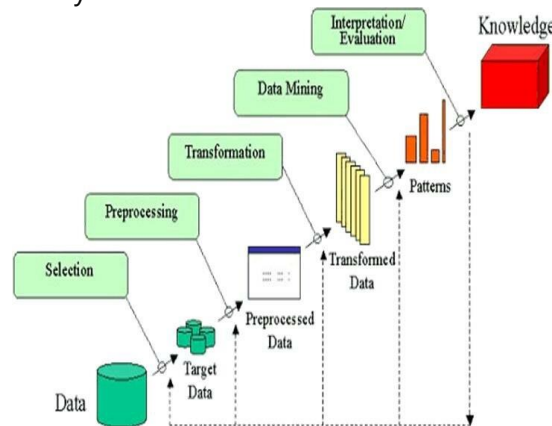 Interpretation/
Evaluation
Knowledge
Data Mining
Transformation
Patterns
Preprocessing
Transformed
Data
Selection
Preprocessed
Data
Target
Data
Data